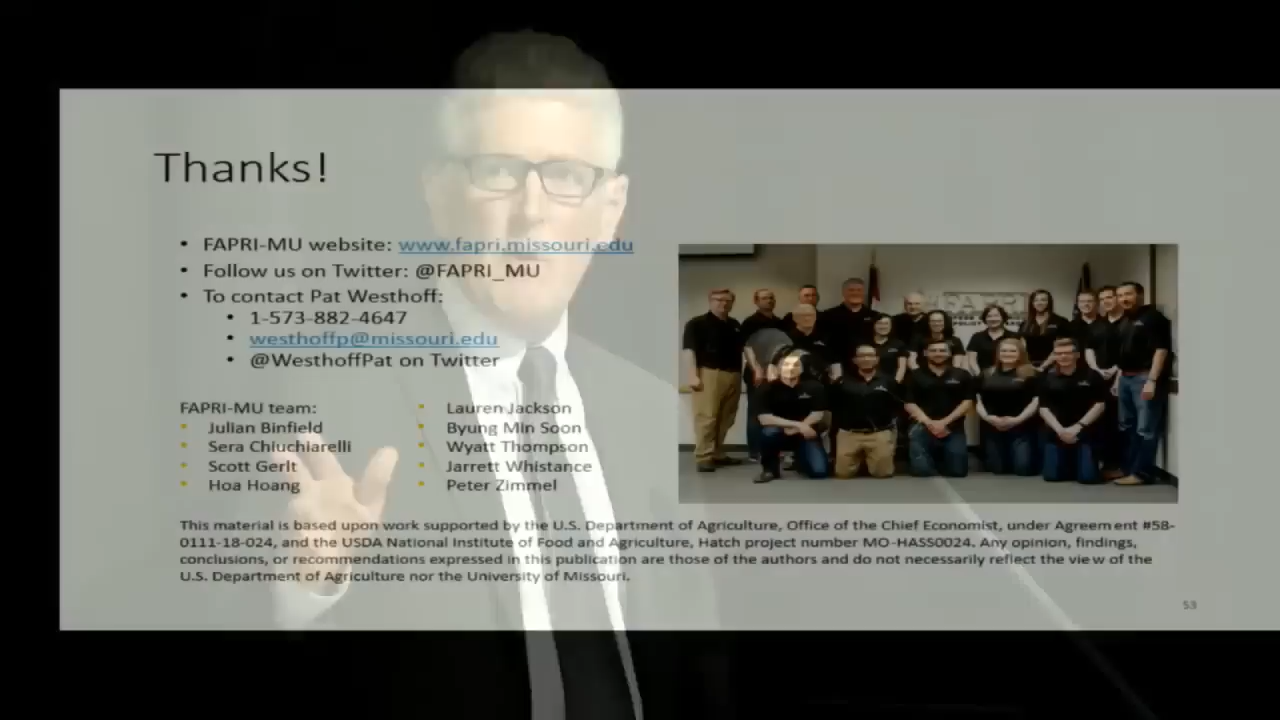 Thanks!
• FAPRI-MU website: www.fapri.missouri.edu
• Follow us on Twitter: @FAPRI_MU
• To contact Pat Westhoff:
• 1-573-882-4647
• westhoffp@missouri.edu
• @WesthoffPat on Twitter
FAPRI-MU team:
• Julian Binfield
• Sera Chiuchiarelli
• Scott Gerlt
• Hoa Hoang
• Lauren Jackson
• Byung Min Soon
• Wyatt Thompson
• Jarrett Whistance
• Peter Zimmel
FAPRI
This material is based upon work supported by the U.S. Department of Agriculture, Office of the Chief Economist, under Agreement #58-
0111-18-024, and the USDA National Institute of Food and Agriculture, Hatch project number MO-HASS0024. Any opinion, findings,
conclusions, or recommendations expressed in this publication are those of the authors and do not necessarily reflect the view of the
U.S. Department of Agriculture nor the University of Missouri.
53